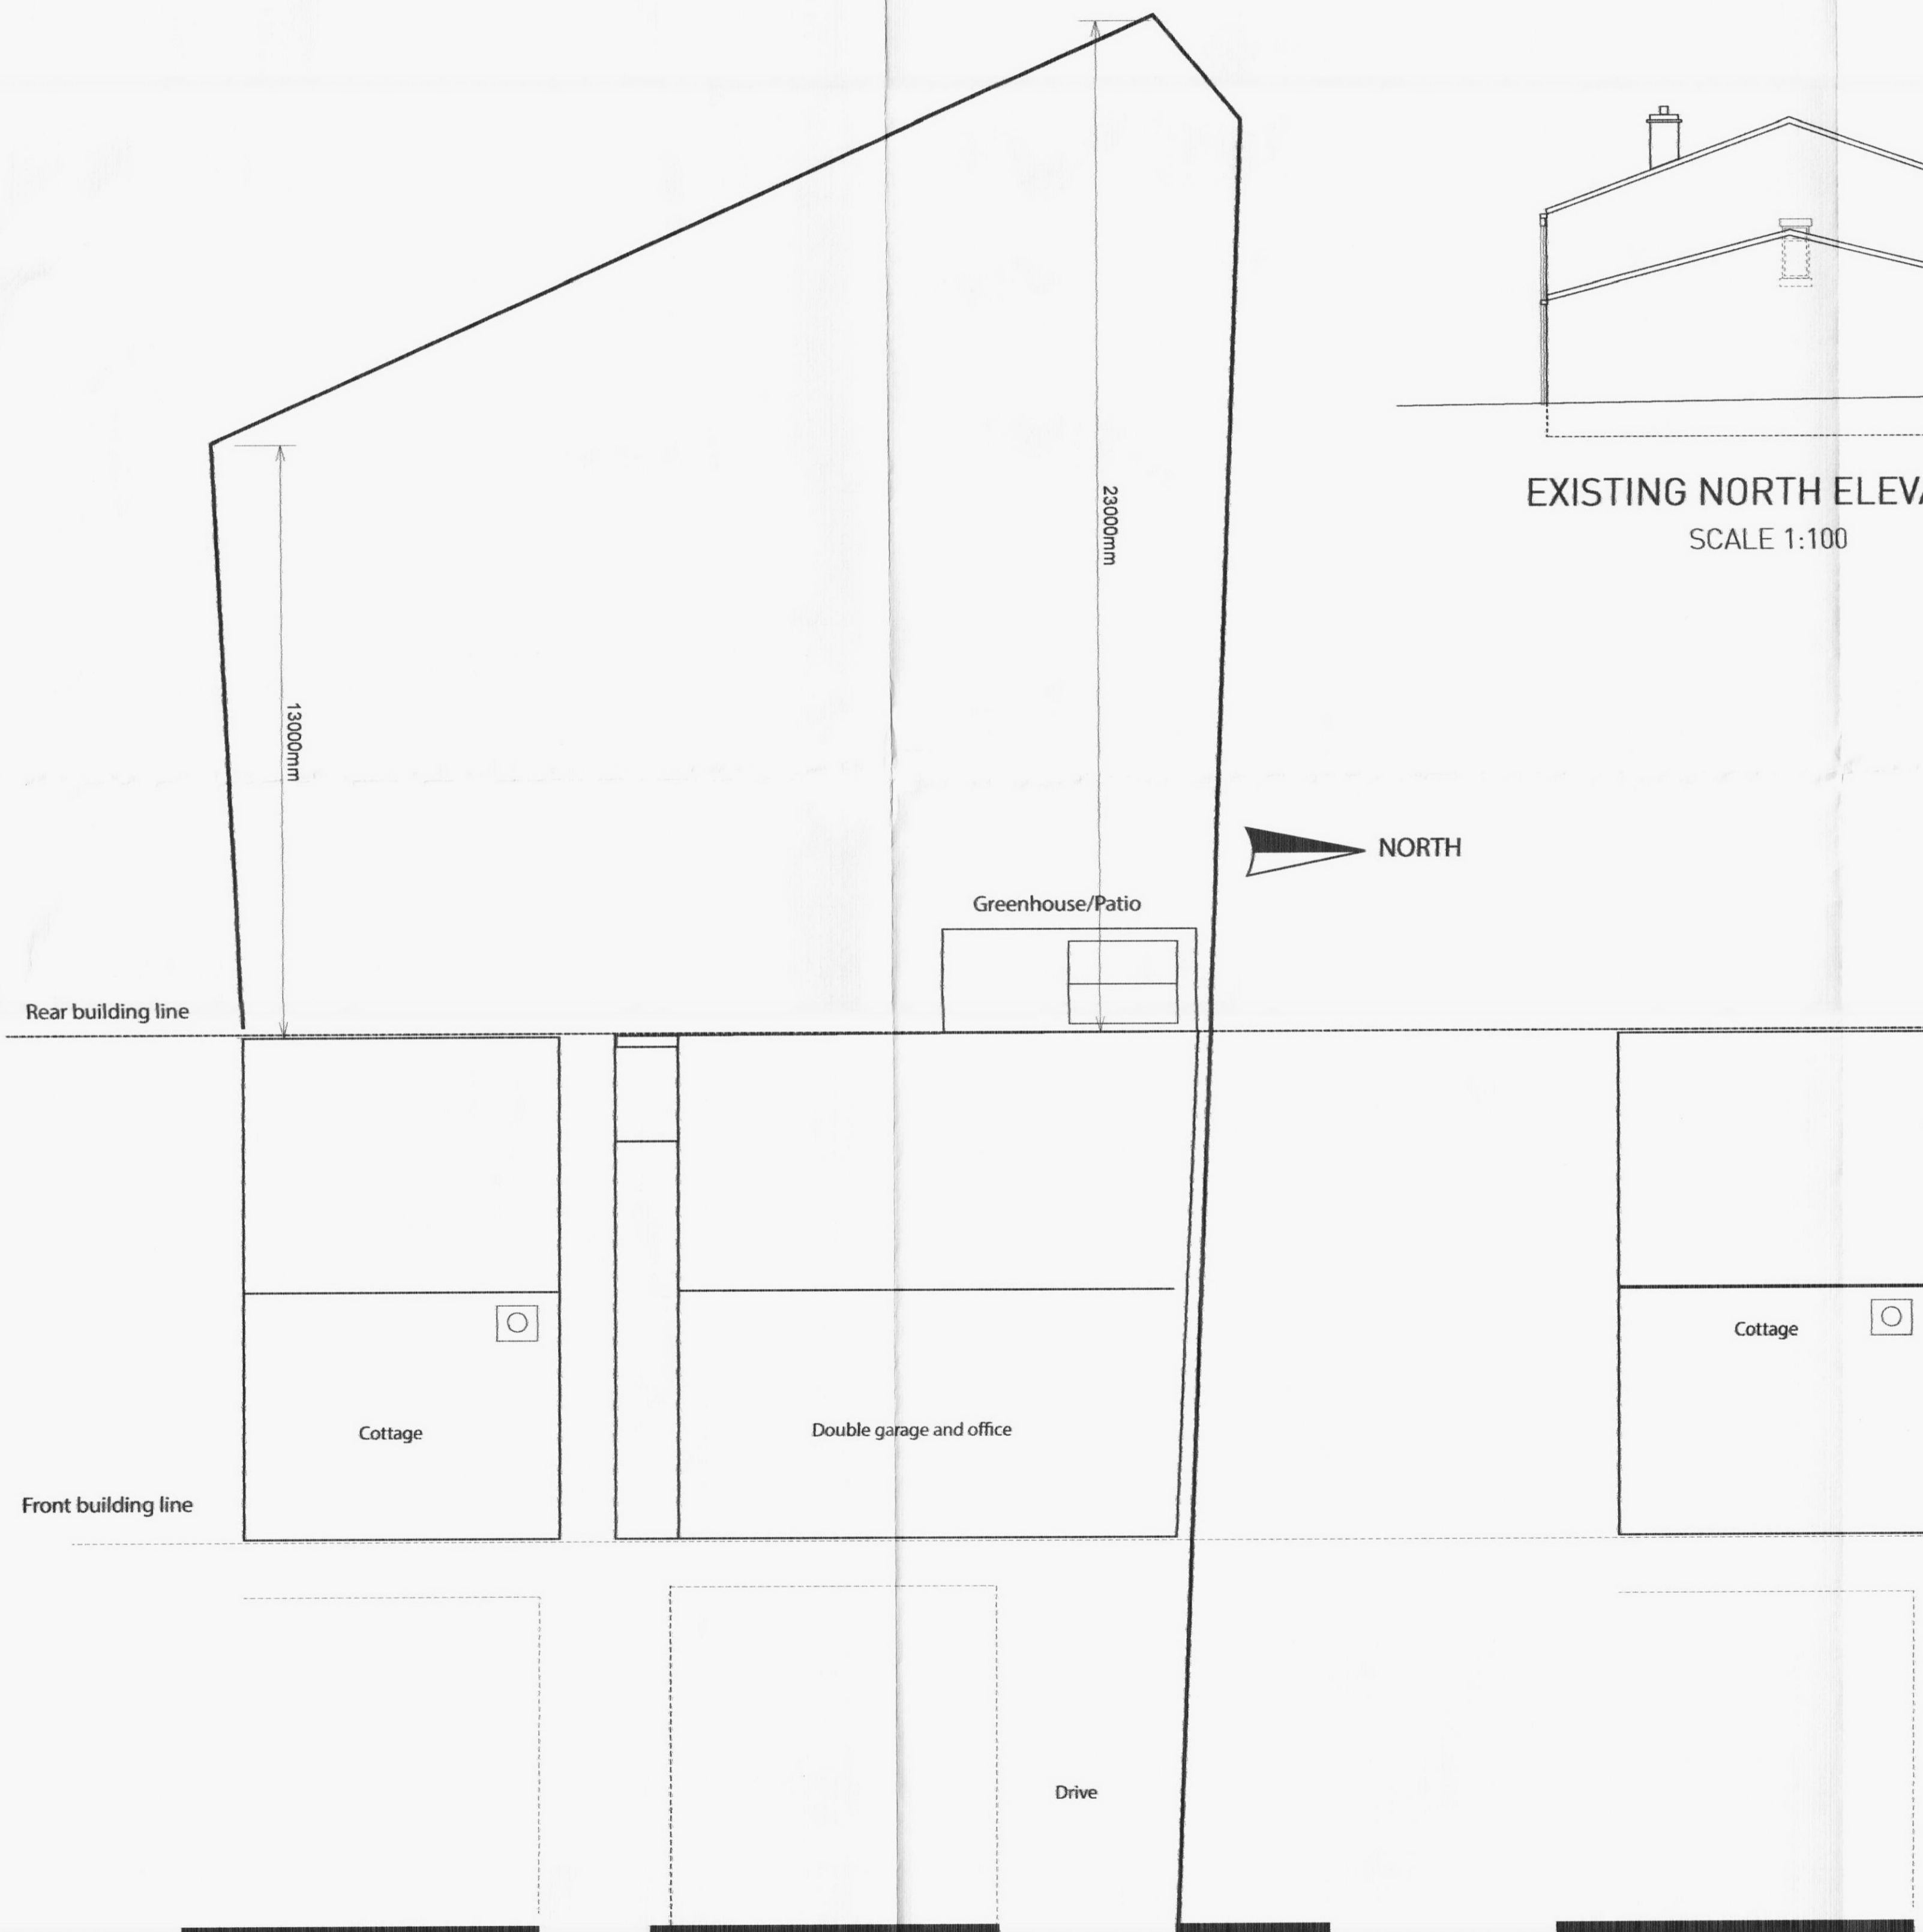 EXISTING NORTH ELEVA
SCALE 1:100
23000mm
13000mm
NORTH
Greenhouse/Patio
Rear building line
Cottage
Cottage
Double garage and office
Front building line
Drive